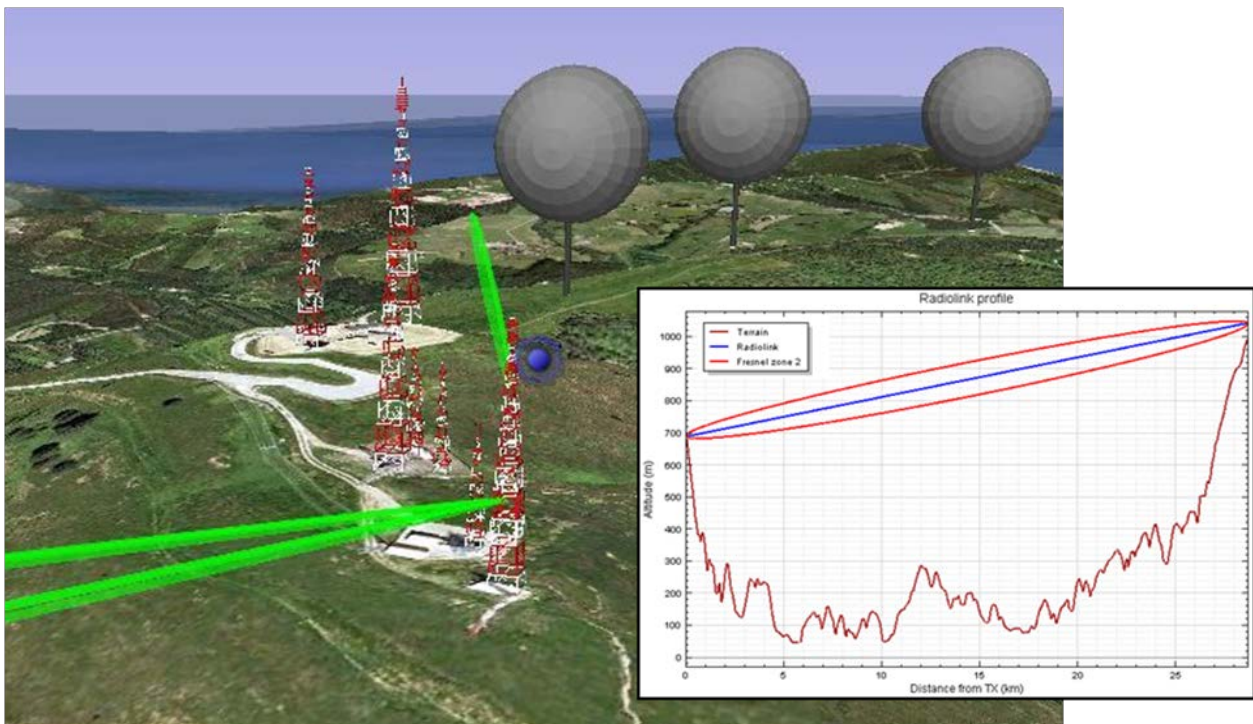 Radiolink profile
Terrain
Radiolink
Fresnel zone 2
1000
900
800
700
600
500
400
300
200
100
0
Altitude (m)
0 5 10 15 20 25
Distance from TX (km)